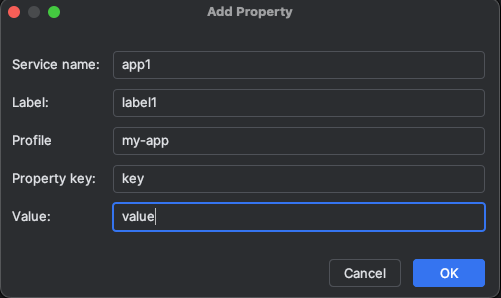 Add Property
Service name: app1
Label: label1
Profile my-app
Property key: key
Value: value
Cancel OK